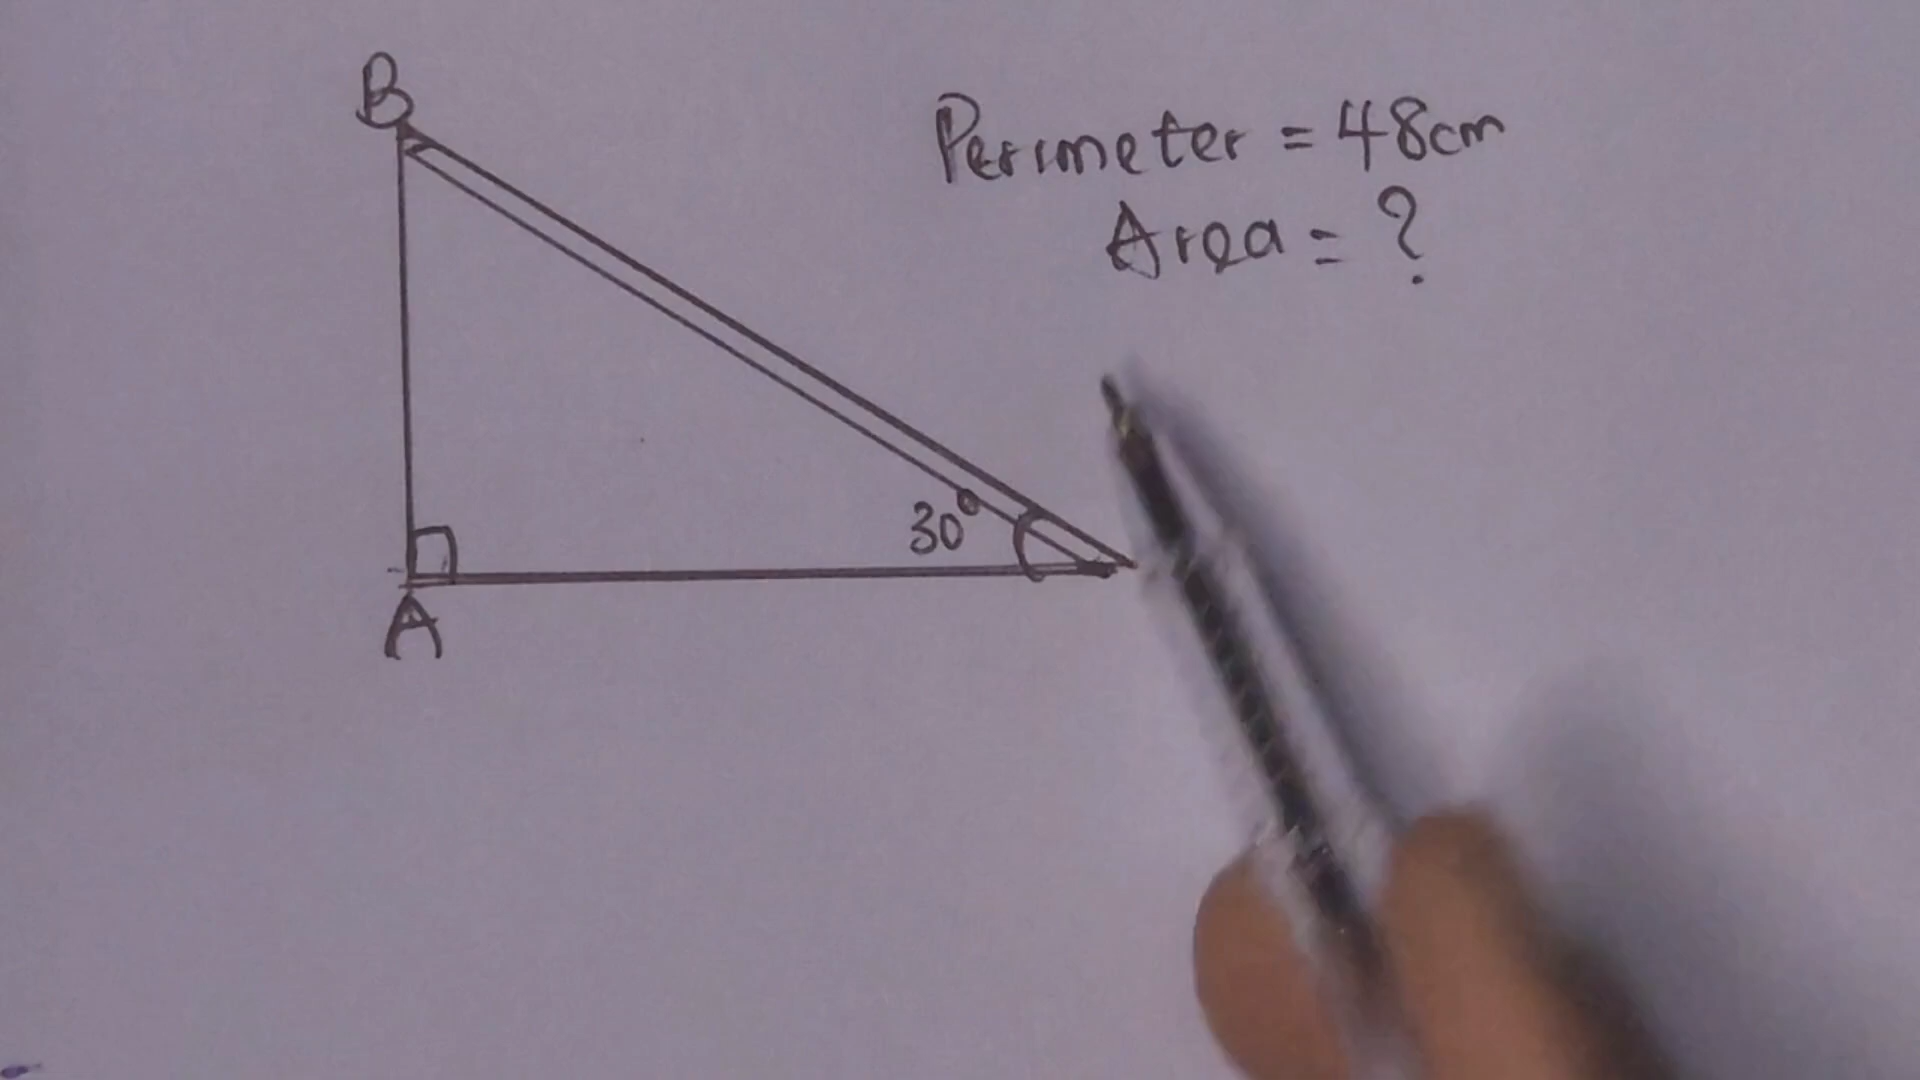 B
Perimeter = 48cm
Area = ?
30°
A